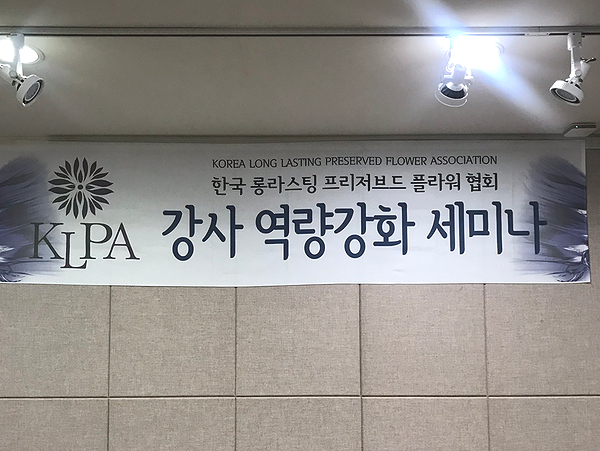 KOREA LONG LASTING PRESERVED FLOWER ASSOCIATION
한국 롱라스팅 프리저브드 플라워 협회
KLPA
강사 역량강화 세미나